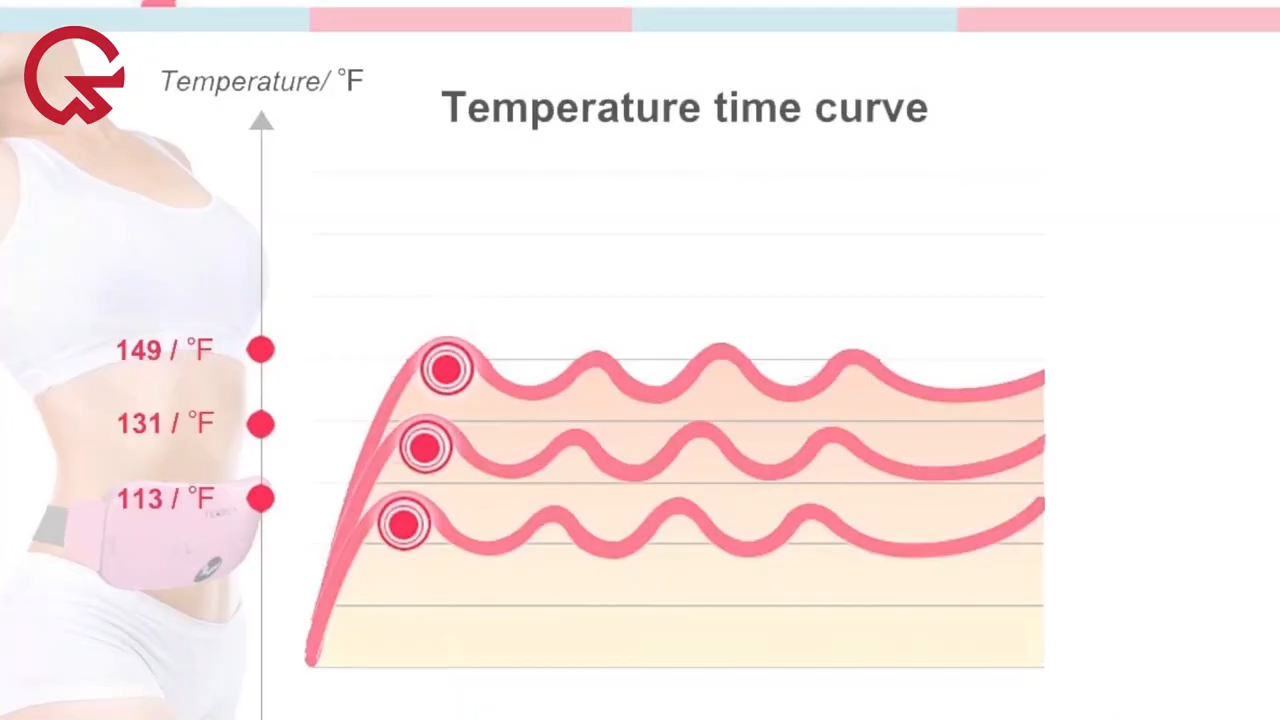 Temperature/ °F
Temperature time curve
149 / °F
131 / °F
113 / °F